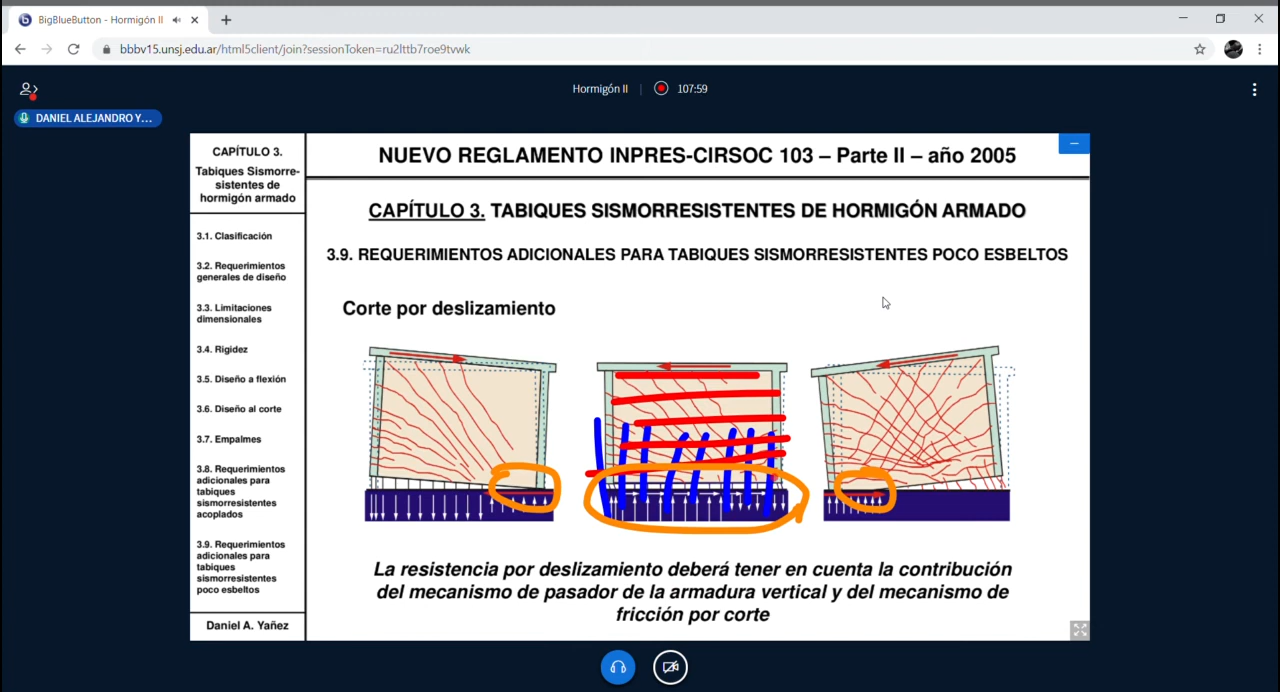 BigBlueButton - Hormigón II
bbbv15.unsj.edu.ar/html5client/join?sessionToken=ru2lttb7roe9tvwk
Hormigón II
107:59
DANIEL ALEJANDRO Y...
CAPÍTULO 3.
Tabiques Sismorre-
sistentes de
hormigón armado
3.1. Clasificación
3.2. Requerimientos
generales de diseño
3.3. Limitaciones
dimensionales
3.4. Rigidez
3.5. Diseño a flexión
3.6. Diseño al corte
3.7. Empalmes
3.8. Requerimientos
adicionales para
tabiques
sismorresistentes
acoplados
3.9. Requerimientos
adicionales para
tabiques
sismorresistentes
poco esbeltos
Daniel A. Yañez
NUEVO REGLAMENTO INPRES-CIRSOC 103 – Parte II – año 2005
CAPÍTULO 3. TABIQUES SISMORRESISTENTES DE HORMIGÓN ARMADO
3.9. REQUERIMIENTOS ADICIONALES PARA TABIQUES SISMORRESISTENTES POCO ESBELTOS
Corte por deslizamiento
La resistencia por deslizamiento deberá tener en cuenta la contribución
del mecanismo de pasador de la armadura vertical y del mecanismo de
fricción por corte